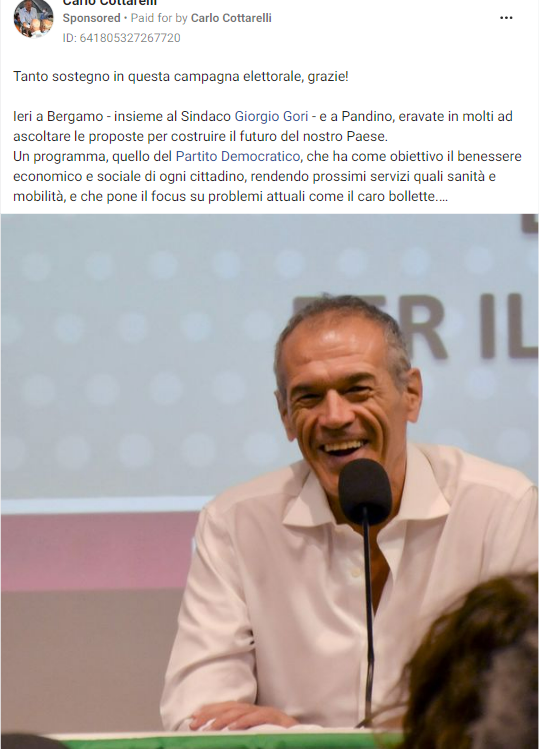 Carlo Cottarelli
Sponsored • Paid for by Carlo Cottarelli
ID: 641805327267720
Tanto sostegno in questa campagna elettorale, grazie!
Ieri a Bergamo - insieme al Sindaco Giorgio Gori - e a Pandino, eravate in molti ad
ascoltare le proposte per costruire il futuro del nostro Paese.
Un programma, quello del Partito Democratico, che ha come obiettivo il benessere
economico e sociale di ogni cittadino, rendendo prossimi servizi quali sanità e
mobilità, e che pone il focus su problemi attuali come il caro bollette.…
PER IL